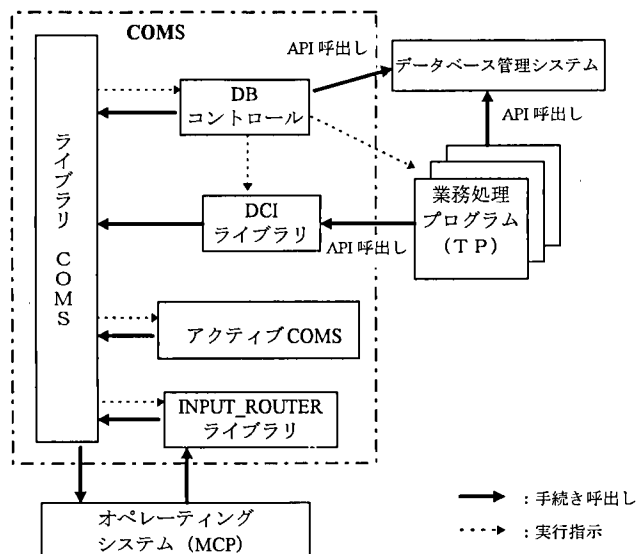 COMS
API 呼出し
データベース管理システム
DB
コントロール
API 呼出し
ライブラリ COMS
業務処理
プログラム
(TP)
DCI
ライブラリ
API 呼出し
アクティブCOMS
INPUT_ROUTER
ライブラリ
オペレーティング
システム (MCP)
：手続き呼出し
：実行指示